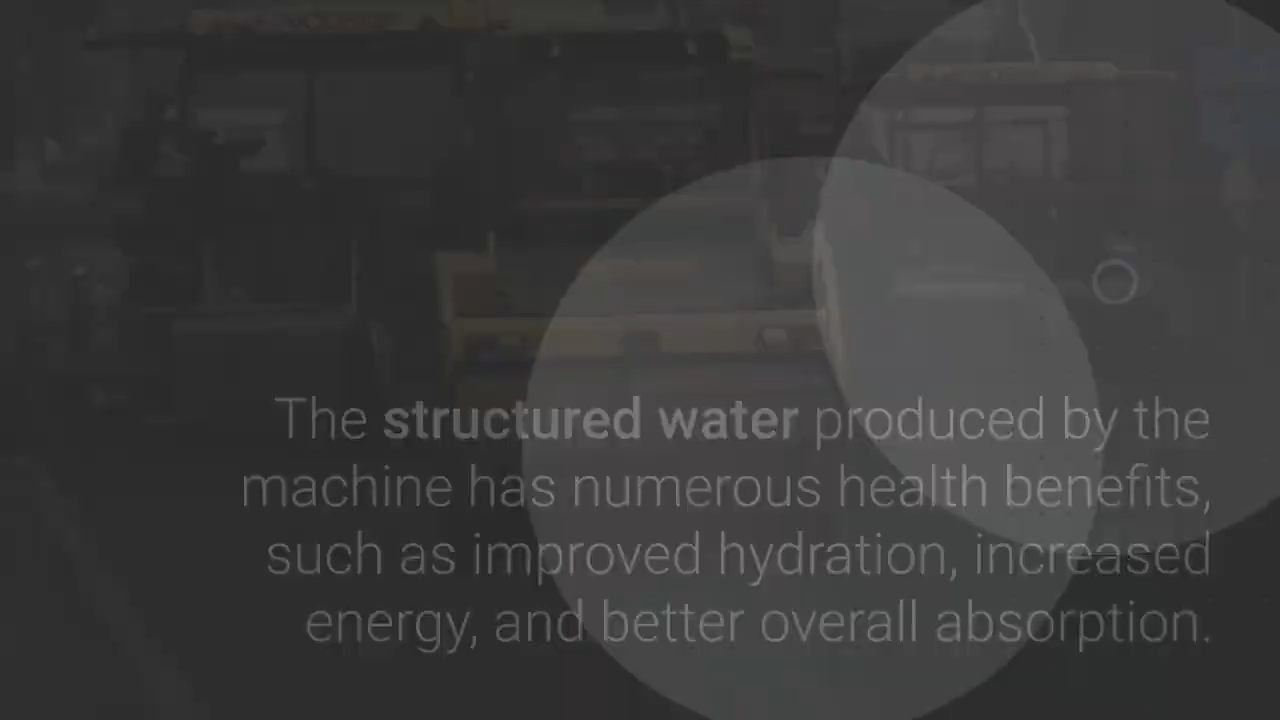 The structured water produced by the
machine has numerous health benefits,
such as improved hydration, increased
energy, and better overall absorption.